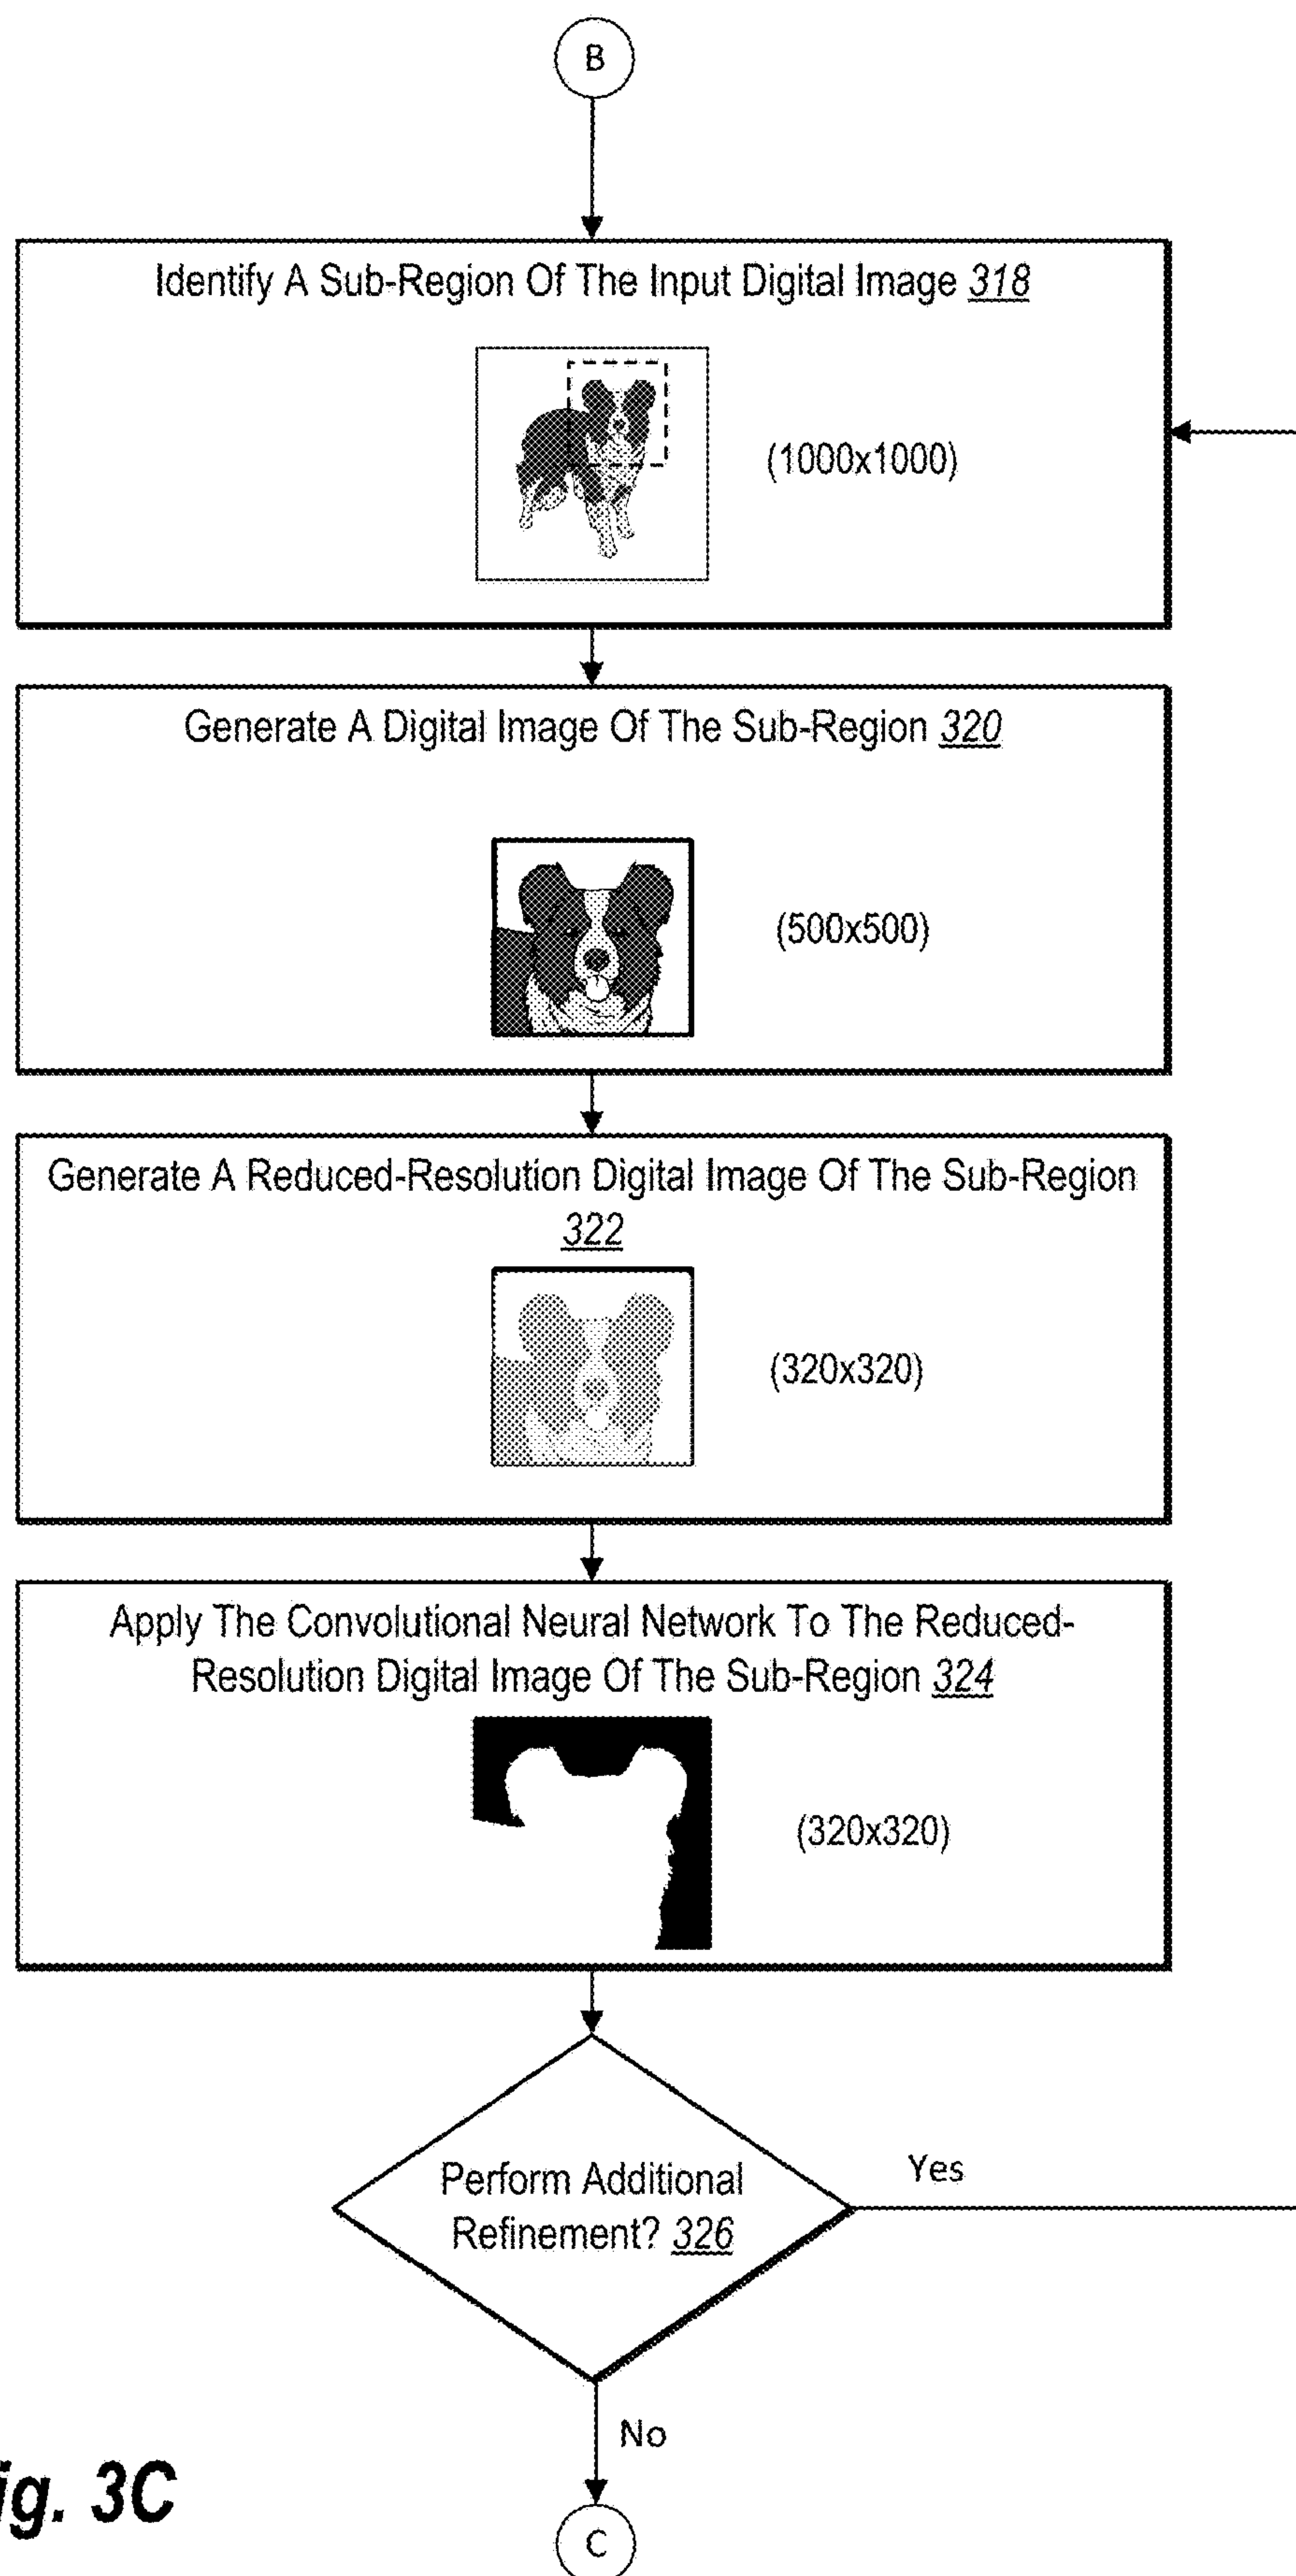 B
Identify A Sub-Region Of The Input Digital Image 318
(1000x1000)
Generate A Digital Image Of The Sub-Region 320
(500x500)
Generate A Reduced-Resolution Digital Image Of The Sub-Region
322
(320x320)
Apply The Convolutional Neural Network To The Reduced-
Resolution Digital Image Of The Sub-Region 324
(320x320)
Perform Additional
Refinement? 326
Yes
No
ig. 3C
C